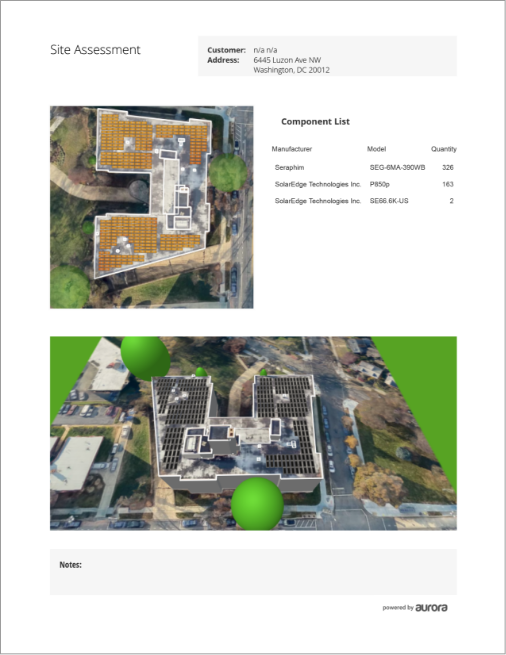 Site Assessment
Customer: n/a n/a
Address: 6445 Luzon Ave NW
Washington, DC 20012
Component List
Manufacturer Model Quantity
Seraphim SEG-6MA-390WB 326
SolarEdge Technologies Inc. P850p 163
SolarEdge Technologies Inc. SE66.6K-US 2
Notes:
powered by aurora